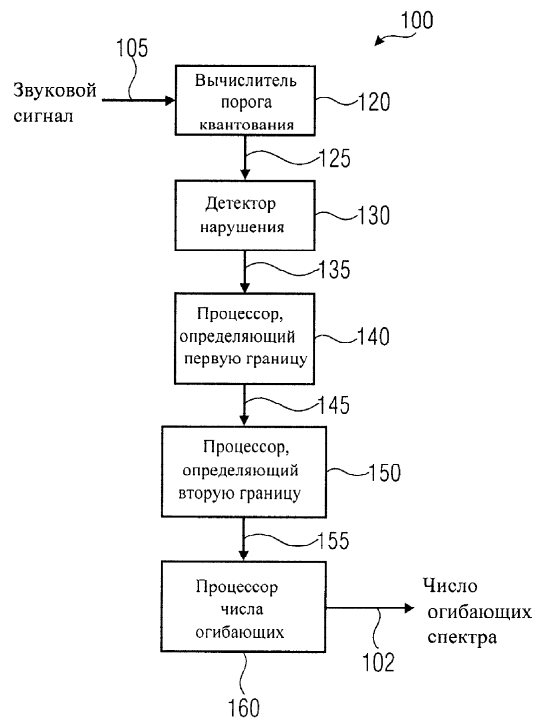 100
105
Звуковой
сигнал
Вычислитель
порога
квантования
120
125
Детектор
нарушения
130
135
Процессор,
определяющий
первую границу
140
145
Процессор,
определяющий
вторую границу
150
155
Процессор
числа
огибающих
160
102
Число
огибающих
спектра